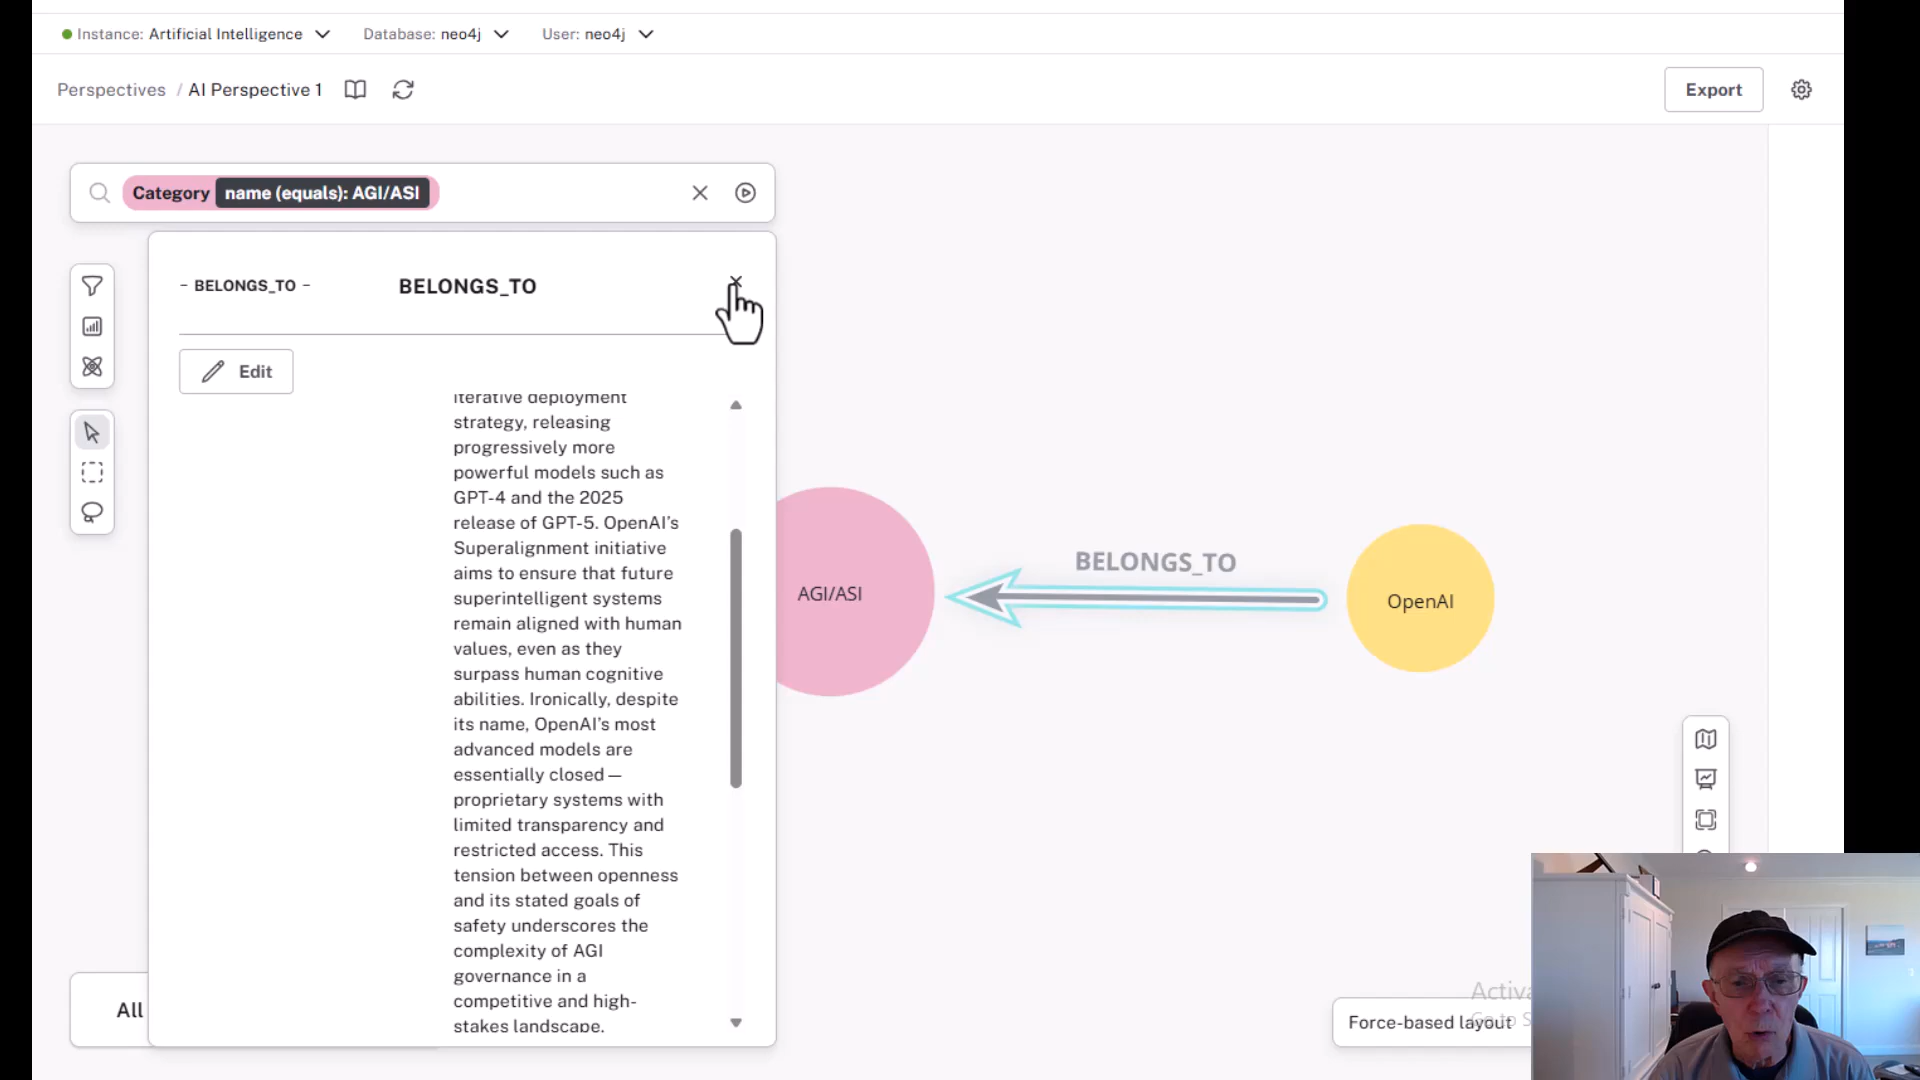 Instance: Artificial Intelligence Database: neo4j User: neo4j
Perspectives / AI Perspective 1
Export
Category name (equals): AGI/ASI
- BELONGS_TO - BELONGS_TO
Edit
iterative deployment
strategy, releasing
progressively more
powerful models such as
GPT-4 and the 2025
release of GPT-5. OpenAI’s
Superalignment initiative
aims to ensure that future
superintelligent systems
remain aligned with human
values, even as they
surpass human cognitive
abilities. Ironically, despite
its name, OpenAI’s most
advanced models are
essentially closed—
proprietary systems with
limited transparency and
restricted access. This
tension between openness
and its stated goals of
safety underscores the
complexity of AGI
governance in a
competitive and high-
stakes landscape.
AGI/ASI
BELONGS_TO
OpenAI
All
Activa
Go to S
Force-based layout